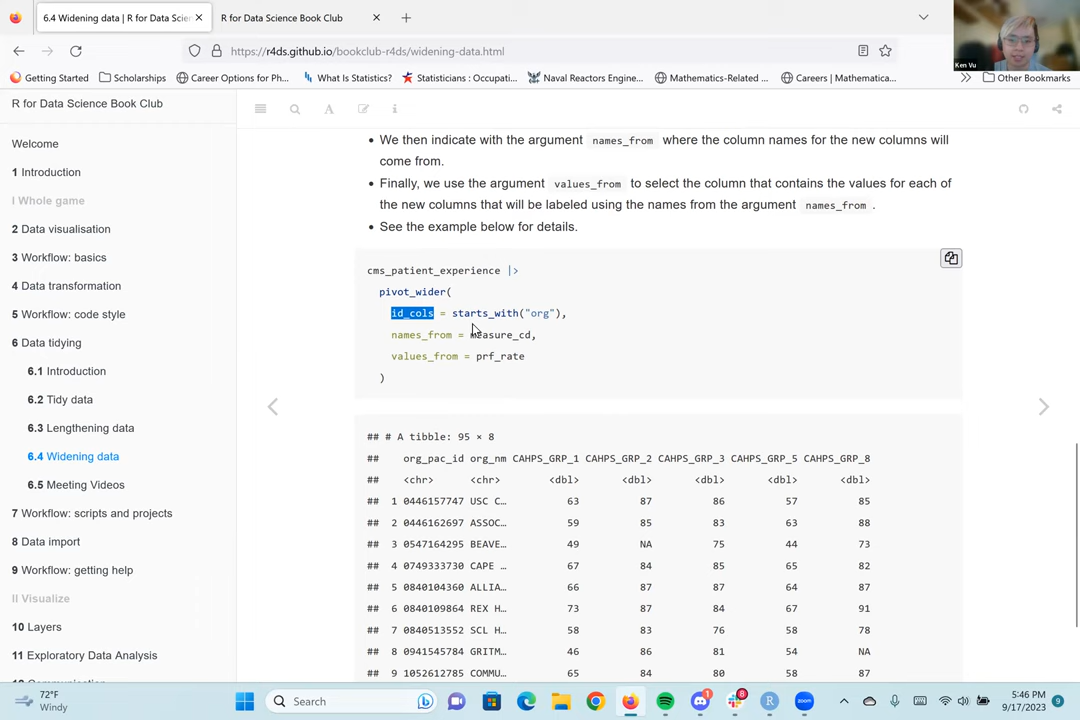 6.4 Widening data | R for Data Scien
R for Data Science Book Club
https://r4ds.github.io/bookclub-r4ds/widening-data.html
Getting Started
Scholarships
Career Options for Ph...
What Is Statistics?
Statisticians : Occupati...
Naval Reactors Engine...
Mathematics-Related ...
Careers | Mathematica...
Other Bookmarks
Ken Vu
R for Data Science Book Club
Welcome
1 Introduction
I Whole game
2 Data visualisation
3 Workflow: basics
4 Data transformation
5 Workflow: code style
6 Data tidying
6.1 Introduction
6.2 Tidy data
6.3 Lengthening data
6.4 Widening data
6.5 Meeting Videos
7 Workflow: scripts and projects
8 Data import
9 Workflow: getting help
II Visualize
10 Layers
11 Exploratory Data Analysis
We then indicate with the argument names_from where the column names for the new columns will
come from.
Finally, we use the argument values_from to select the column that contains the values for each of
the new columns that will be labeled using the names from the argument names_from .
See the example below for details.
cms_patient_experience |>
pivot_wider(
id_cols = starts_with("org"),
names_from = measure_cd,
values_from = prf_rate
)
## # A tibble: 95 × 8
## org_pac_id org_nm CAHPS_GRP_1 CAHPS_GRP_2 CAHPS_GRP_3 CAHPS_GRP_5 CAHPS_GRP_8
## <chr> <chr> <dbl> <dbl> <dbl> <dbl> <dbl>
## 1 0446157747 USC C… 63 87 86 57 85
## 2 0446162697 ASSOC… 59 85 83 63 88
## 3 0547164295 BEAVE… 49 NA 75 44 73
## 4 0749333730 CAPE … 67 84 85 65 82
## 5 0840104360 ALLIA… 66 87 87 64 87
## 6 0840109864 REX H… 73 87 84 67 91
## 7 0840513552 SCL H… 58 83 76 58 78
## 8 0941545784 GRITM… 46 86 81 54 NA
## 9 1052612785 COMMU… 65 84 80 58 87
72°F
Windy
Search
5:46 PM
9/17/2023